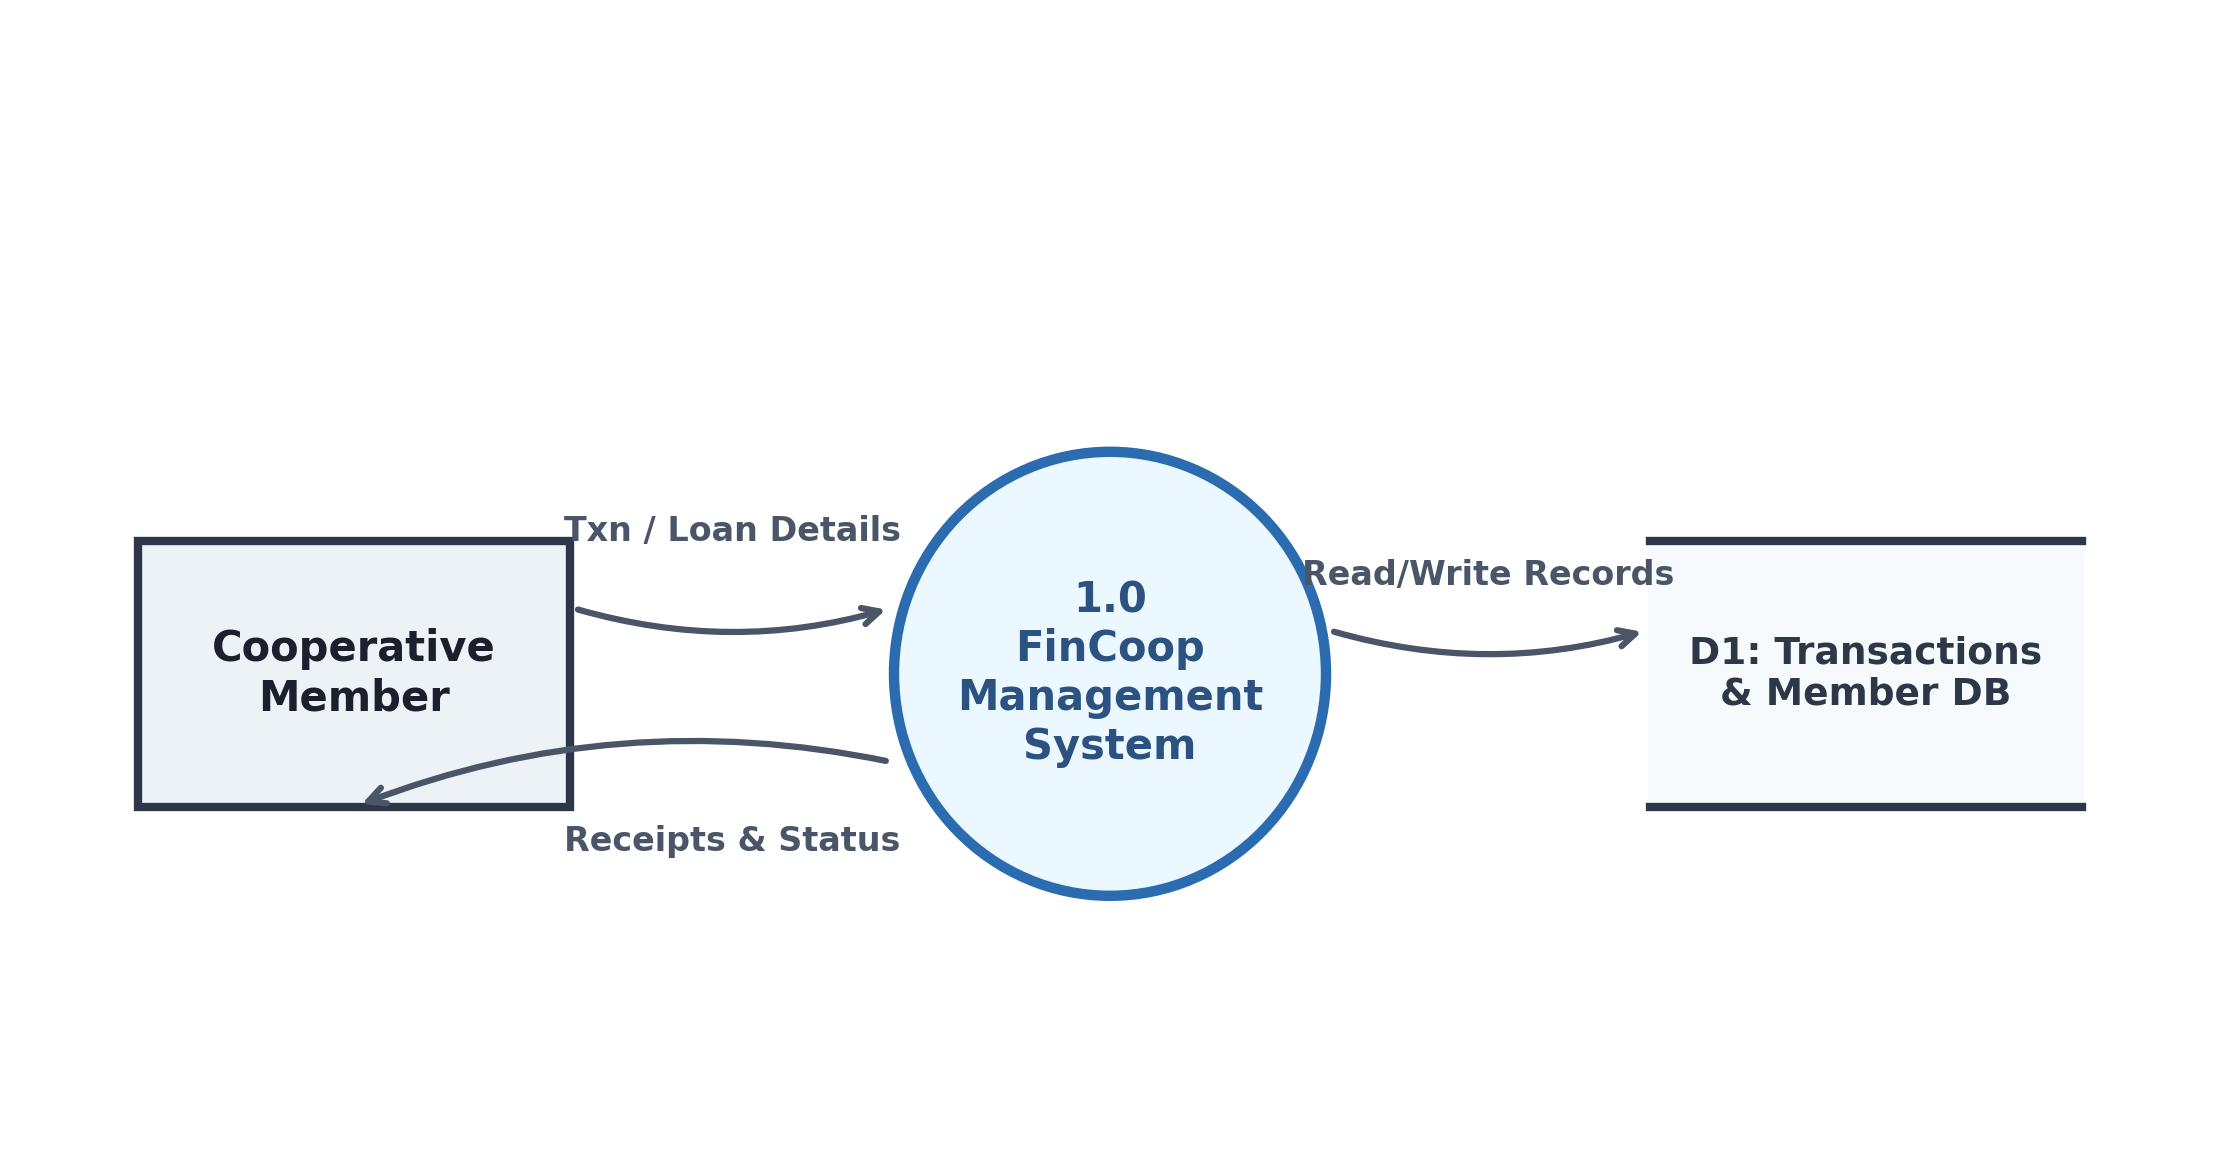 Txn / Loan Details
Cooperative
Member
Receipts & Status
1.0
FinCoop
Management
System
Read/Write Records
D1: Transactions
& Member DB